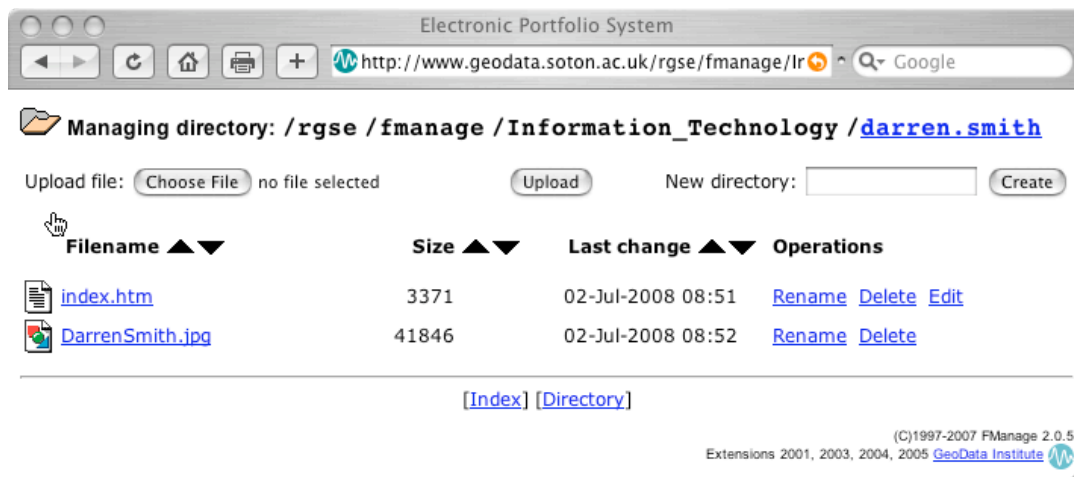 Electronic Portfolio System
http://www.geodata.soton.ac.uk/rgse/fmanage/Ir Google
Managing directory: /rgse /fmanage /Information_Technology /darren.smith
Upload file: Choose File no file selected Upload New directory: Create
Filename Size Last change Operations
index.htm 3371 02-Jul-2008 08:51 Rename Delete Edit
DarrenSmith.jpg 41846 02-Jul-2008 08:52 Rename Delete
[Index] [Directory]
(C)1997-2007 FManage 2.0.5
Extensions 2001, 2003, 2004, 2005 GeoData Institute